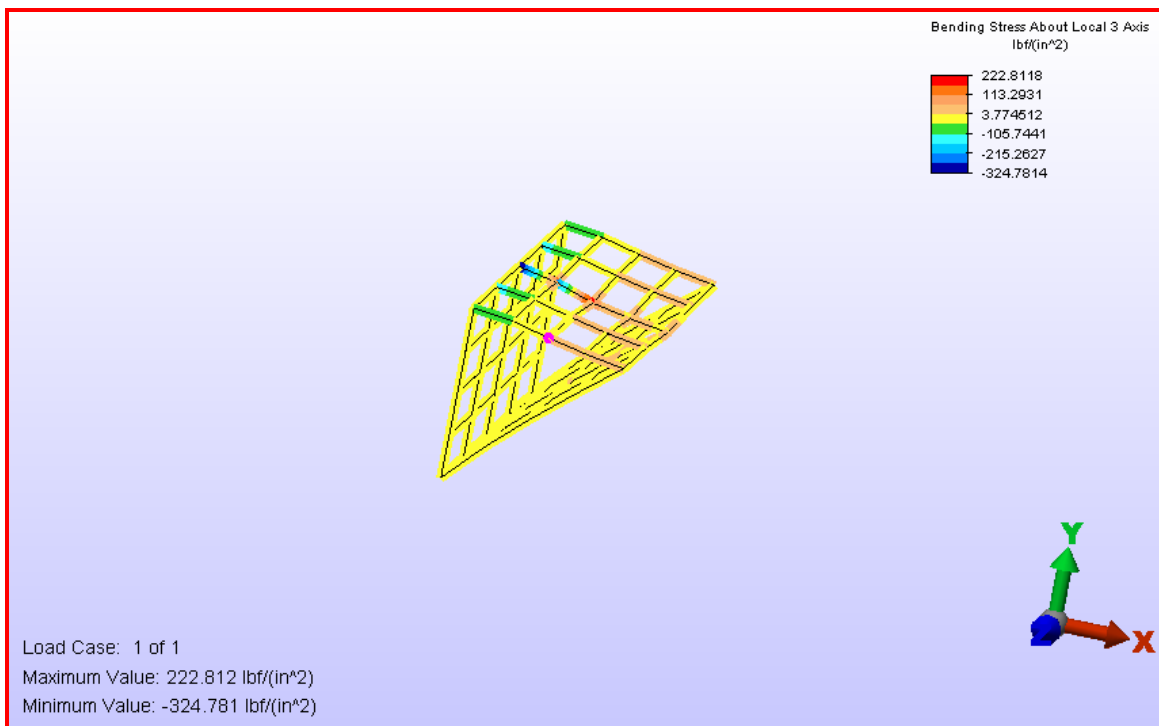 Bending Stress About Local 3 Axis
lbf/(in^2)
222.8118
113.2931
3.774512
-105.7441
-215.2627
-324.7814
Y
X
Z
Load Case: 1 of 1
Maximum Value: 222.812 lbf/(in^2)
Minimum Value: -324.781 lbf/(in^2)